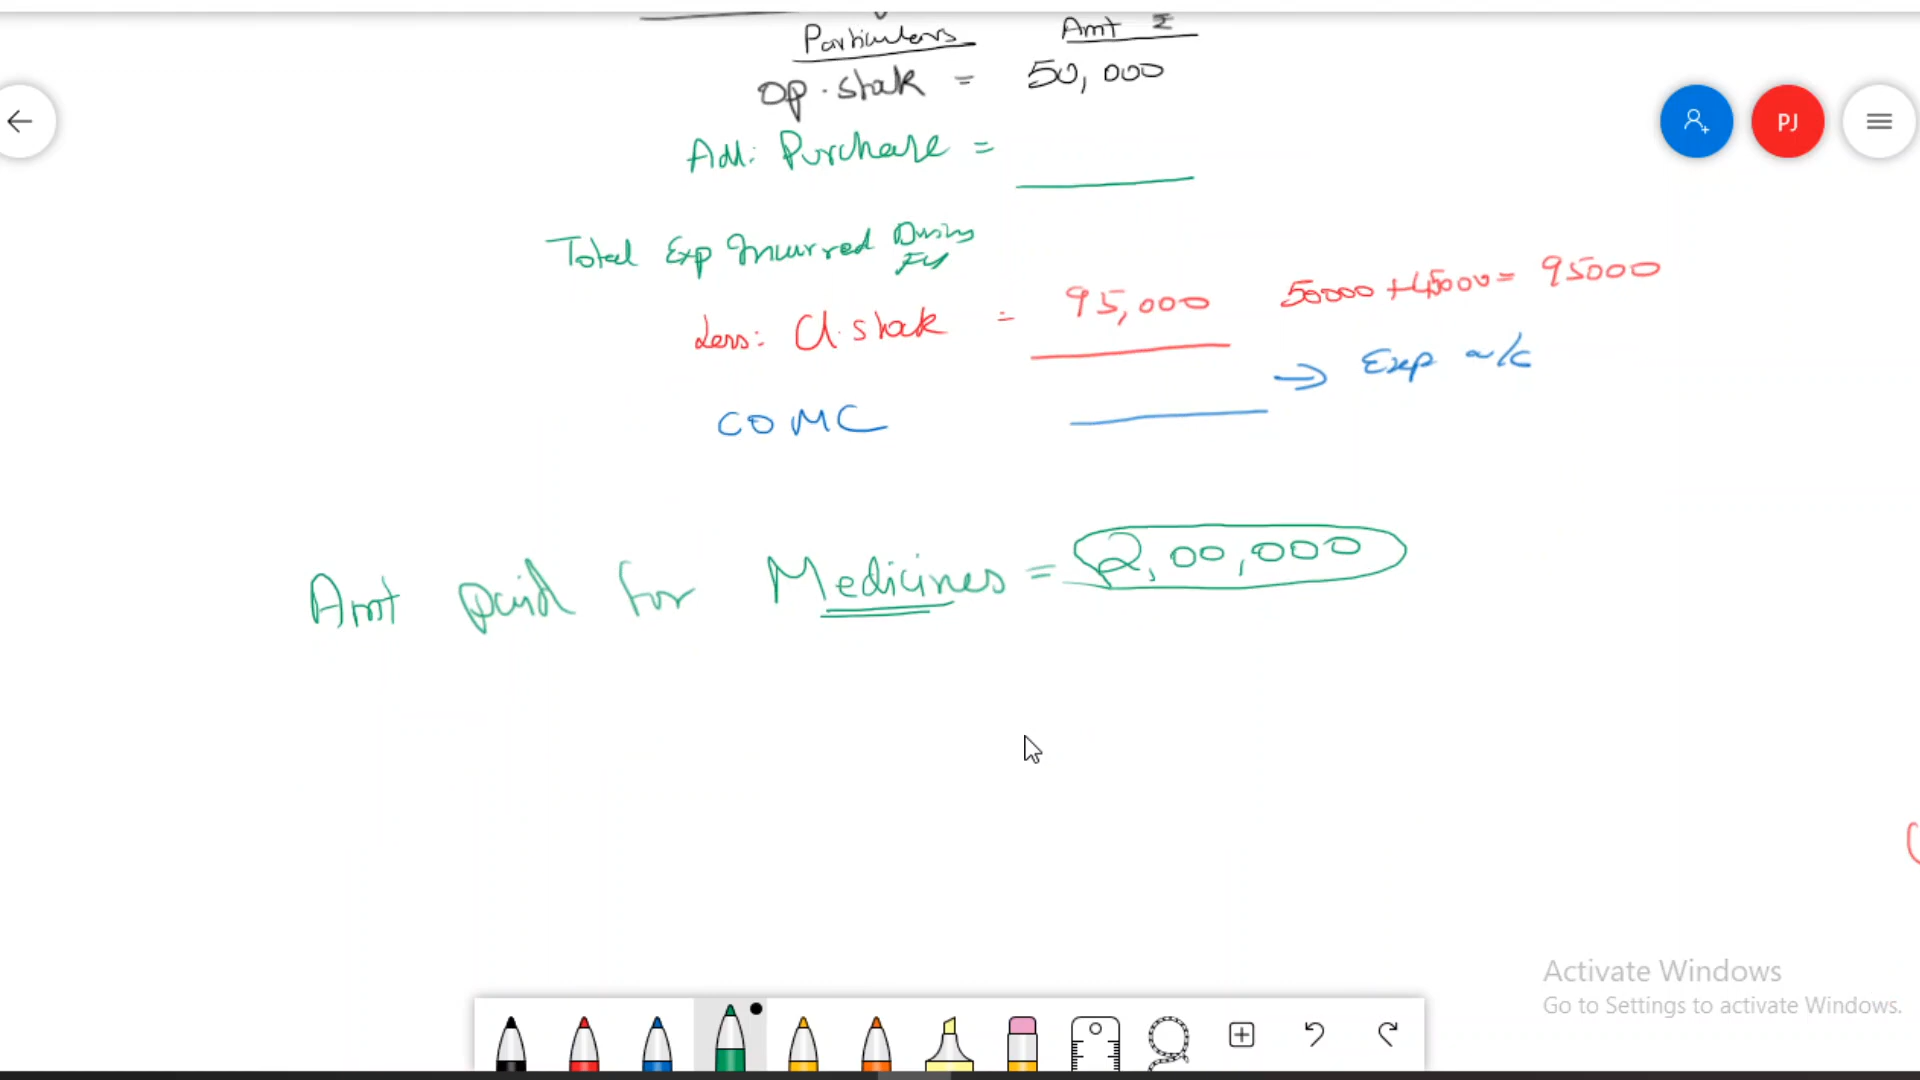 Particulars Amt ₹
op. stock = 50,000
Add: Purchase =
Total Exp Incurred During FY
Less: Cl. stock = 95,000 50000 + 45000 = 95000
→ Exp a/c
COMC
Amt paid for Medicines = 2,00,000
PJ
Activate Windows
Go to Settings to activate Windows.